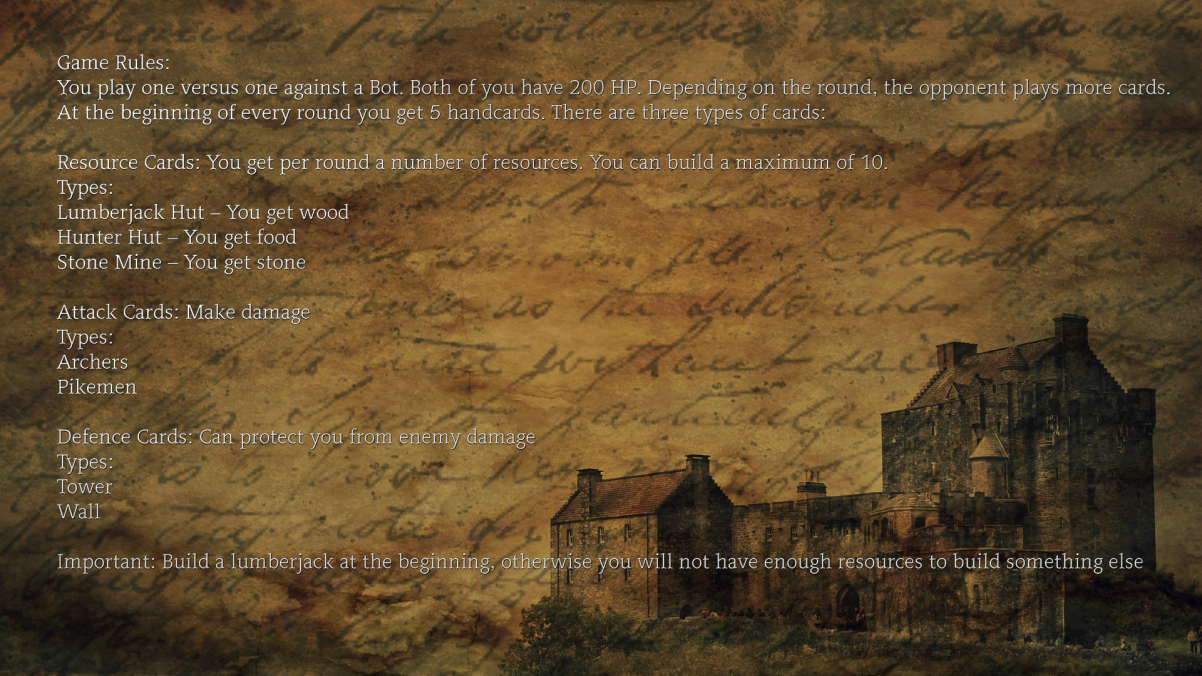 Game Rules:
You play one versus one against a Bot. Both of you have 200 HP. Depending on the round, the opponent plays more cards.
At the beginning of every round you get 5 handcards. There are three types of cards:
Resource Cards: You get per round a number of resources. You can build a maximum of 10.
Types:
Lumberjack Hut – You get wood
Hunter Hut – You get food
Stone Mine – You get stone
Attack Cards: Make damage
Types:
Archers
Pikemen
Defence Cards: Can protect you from enemy damage
Types:
Tower
Wall
Important: Build a lumberjack at the beginning, otherwise you will not have enough resources to build something else